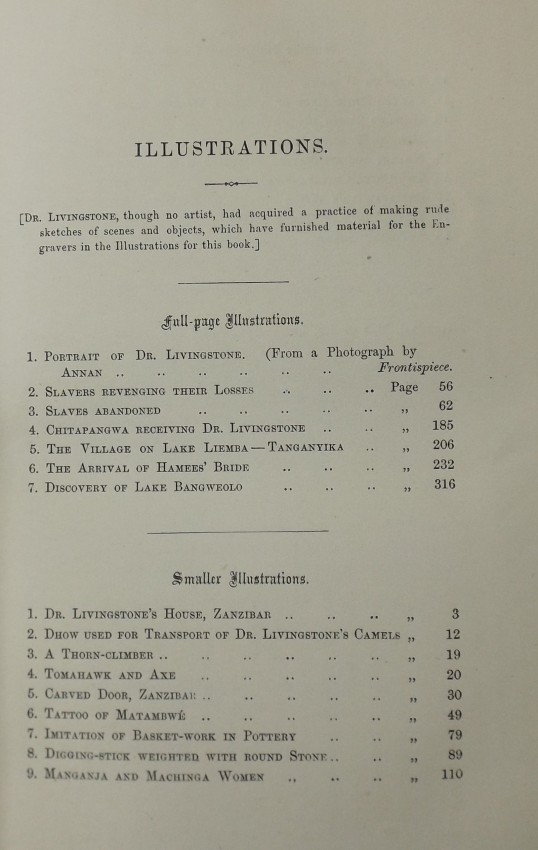 ILLUSTRATIONS.
[Dr. Livingstone, though no artist, had acquired a practice of making rude
sketches of scenes and objects, which have furnished material for the En-
gravers in the Illustrations for this book.]
Full-page Illustrations.
1. Portrait of Dr. Livingstone. (From a Photograph by
Annan .. .. .. .. .. .. Frontispiece.
2. Slavers revenging their Losses .. .. .. Page 56
3. Slaves abandoned .. .. .. .. .. „ 62
4. Chitapangwa receiving Dr. Livingstone .. .. „ 185
5. The Village on Lake Liemba—Tanganyika .. „ 206
6. The Arrival of Hamees' Bride .. .. .. „ 232
7. Discovery of Lake Bangweolo .. .. .. „ 316
Smaller Illustrations.
1. Dr. Livingstone's House, Zanzibar .. .. .. „ 3
2. Dhow used for Transport of Dr. Livingstone's Camels „ 12
3. A Thorn-climber .. .. .. .. .. .. „ 19
4. Tomahawk and Axe .. .. .. .. .. „ 20
5. Carved Door, Zanzibar .. .. .. .. .. „ 30
6. Tattoo of Matambwé .. .. .. .. .. „ 49
7. Imitation of Basket-work in Pottery .. .. „ 79
8. Digging-stick weighted with round Stone .. .. „ 89
9. Manganja and Machinga Women .. .. .. „ 110